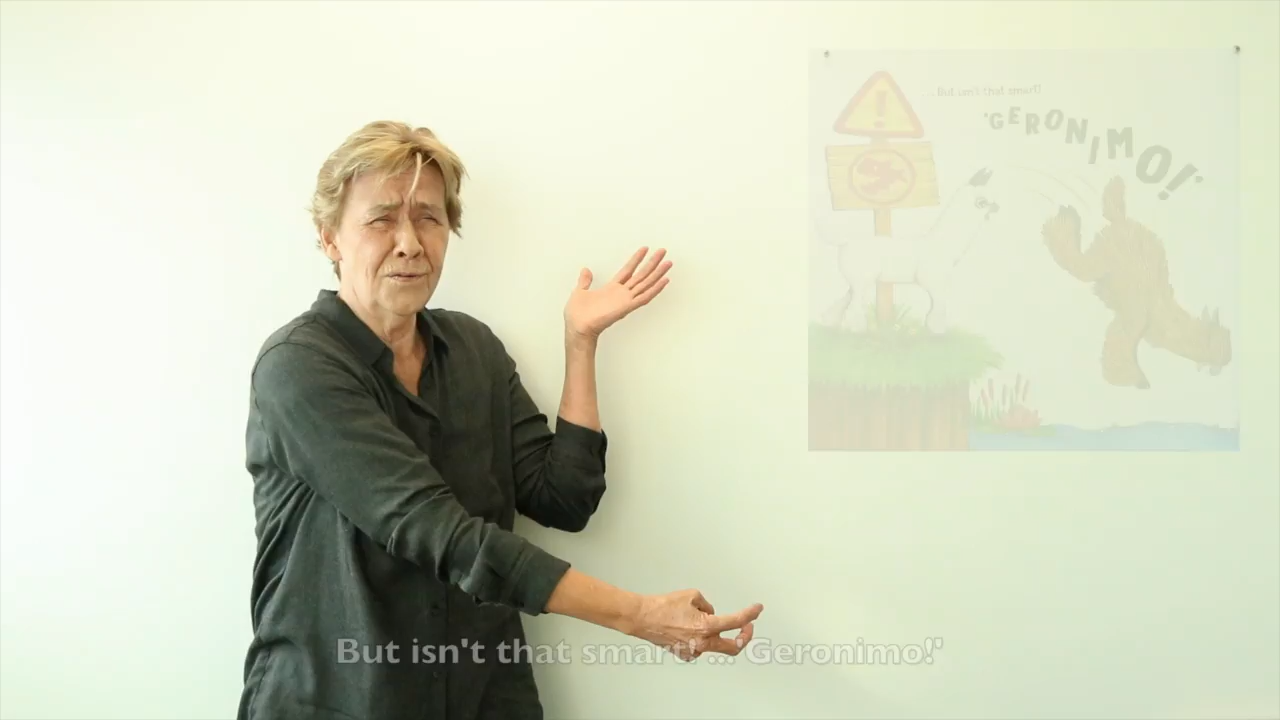 ... But isn't that smart!
'GERONIMO!'
But isn't that smart! ...'Geronimo!'